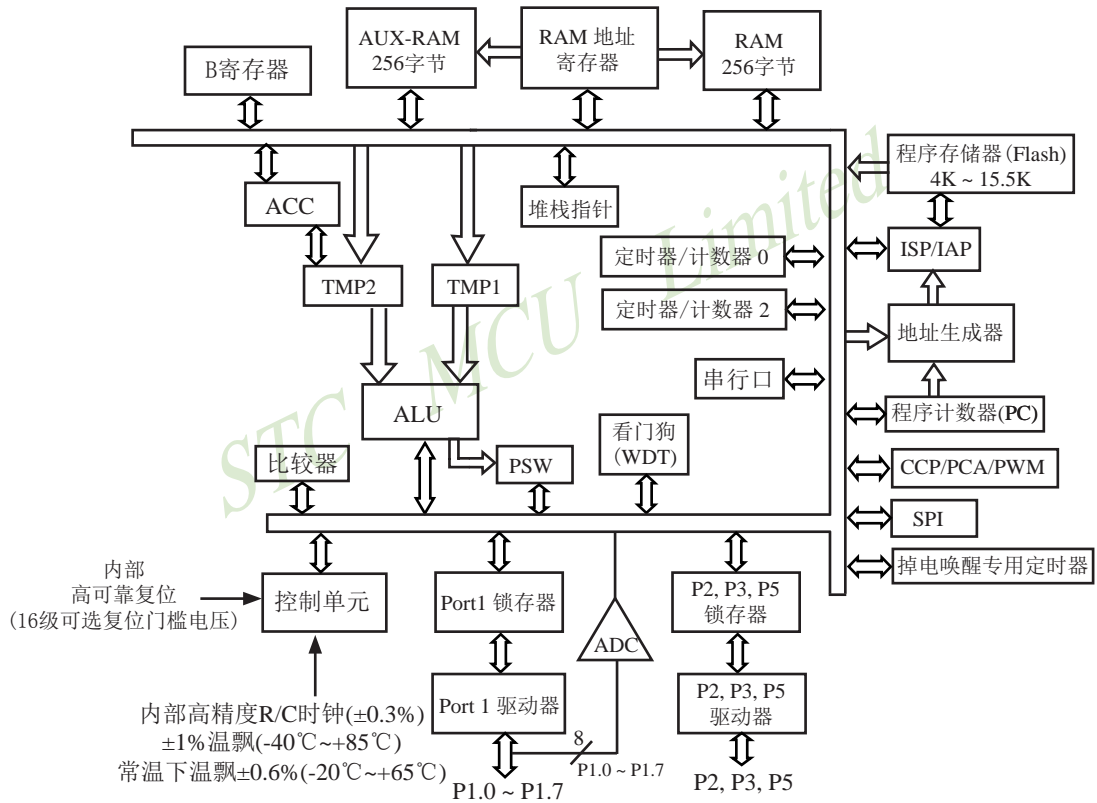 AUX-RAM
256字节
RAM 地址
寄存器
RAM
256字节
B寄存器
程序存储器(Flash)
4K ~ 15.5K
ACC
堆栈指针
ISP/IAP
定时器/计数器 0
TMP2
TMP1
定时器/计数器 2
地址生成器
串行口
ALU
程序计数器(PC)
看门狗
(WDT)
比较器
PSW
CCP/PCA/PWM
SPI
掉电唤醒专用定时器
内部
高可靠复位
(16级可选复位门槛电压)
控制单元
Port1 锁存器
ADC
P2, P3, P5
锁存器
内部高精度R/C时钟(±0.3%)
±1%温飘(-40℃~+85℃)
常温下温飘±0.6%(-20℃~+65℃)
Port 1 驱动器
P2, P3, P5
驱动器
8
P1.0 ~ P1.7
P1.0 ~ P1.7
P2, P3, P5
STC MCU Limited